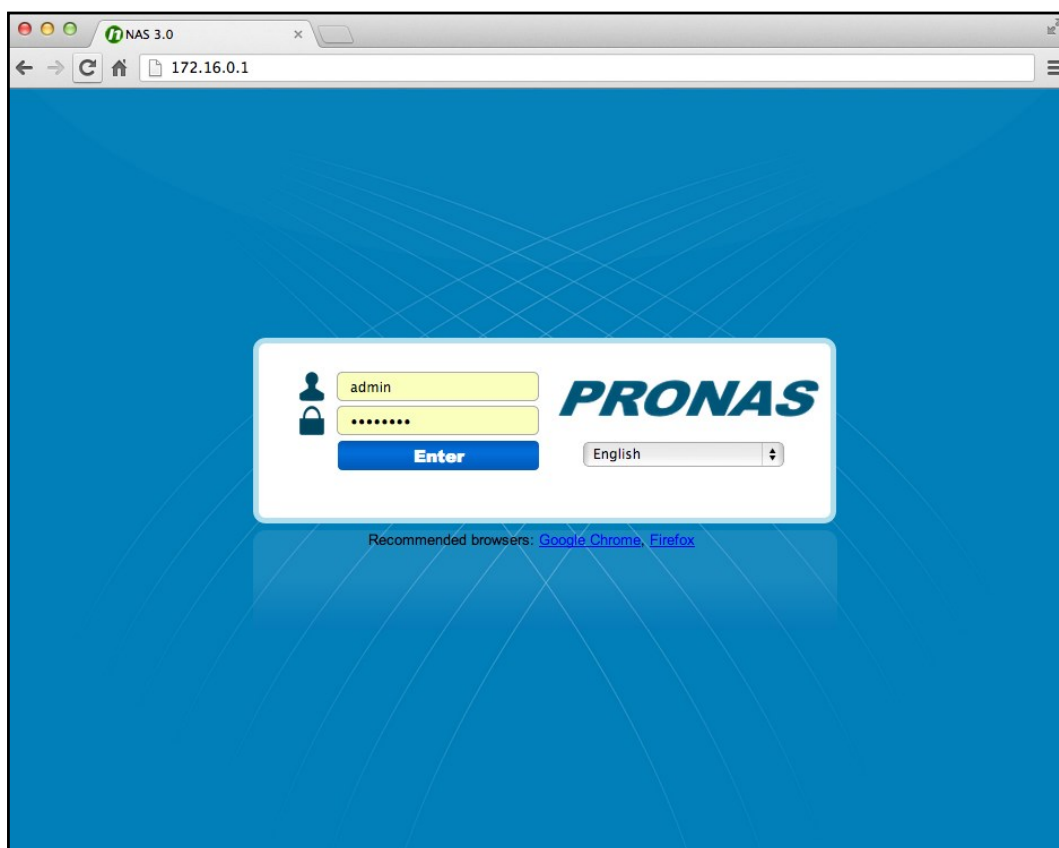 NAS 3.0
172.16.0.1
admin
••••••••
PRONAS
Enter
English
Recommended browsers: Google Chrome, Firefox